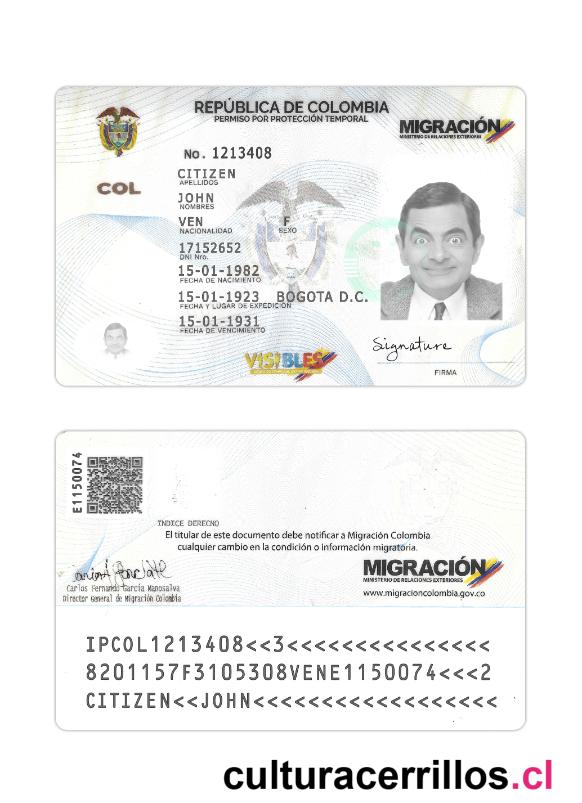 REPÚBLICA DE COLOMBIA
PERMISO POR PROTECCIÓN TEMPORAL
MIGRACIÓN
MINISTERIO DE RELACIONES EXTERIORES
No. 1213408
COL
CITIZEN
APELLIDOS
JOHN
NOMBRES
VEN F
NACIONALIDAD SEXO
17152652
DNI Nro.
15-01-1982
FECHA DE NACIMIENTO
15-01-1923 BOGOTA D.C.
FECHA Y LUGAR DE EXPEDICIÓN
15-01-1931
FECHA DE VENCIMIENTO
Signature
VISIBLES
FIRMA
E1150074
INDICE DERECHO
El titular de este documento debe notificar a Migración Colombia
cualquier cambio en la condición o información migratoria.
MIGRACIÓN
MINISTERIO DE RELACIONES EXTERIORES
www.migracioncolombia.gov.co
Carlos Fernando García Manosalva
Director General de Migración Colombia
IPCOL1213408<<3<<<<<<<<<<<<<<<
8201157F3105308VENE1150074<<<2
CITIZEN<<JOHN<<<<<<<<<<<<<<<<<
culturacerrillos.cl